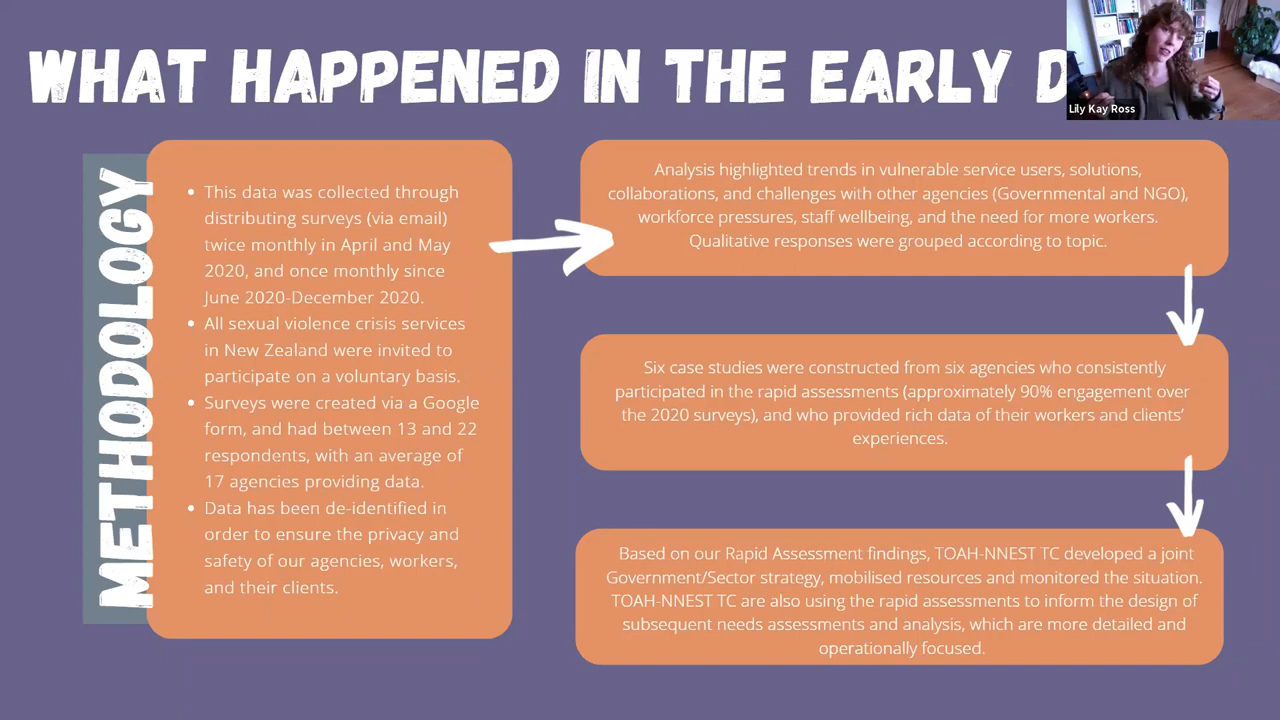 WHAT HAPPENED IN THE EARLY D
Lily Kay Ross
METHODOLOGY
• This data was collected through
distributing surveys (via email)
twice monthly in April and May
2020, and once monthly since
June 2020-December 2020.
• All sexual violence crisis services
in New Zealand were invited to
participate on a voluntary basis.
• Surveys were created via a Google
form, and had between 13 and 22
respondents, with an average of
17 agencies providing data.
• Data has been de-identified in
order to ensure the privacy and
safety of our agencies, workers,
and their clients.
Analysis highlighted trends in vulnerable service users, solutions,
collaborations, and challenges with other agencies (Governmental and NGO),
workforce pressures, staff wellbeing, and the need for more workers.
Qualitative responses were grouped according to topic.
Six case studies were constructed from six agencies who consistently
participated in the rapid assessments (approximately 90% engagement over
the 2020 surveys), and who provided rich data of their workers and clients'
experiences.
Based on our Rapid Assessment findings, TOAH-NNEST TC developed a joint
Government/Sector strategy, mobilised resources and monitored the situation.
TOAH-NNEST TC are also using the rapid assessments to inform the design of
subsequent needs assessments and analysis, which are more detailed and
operationally focused.